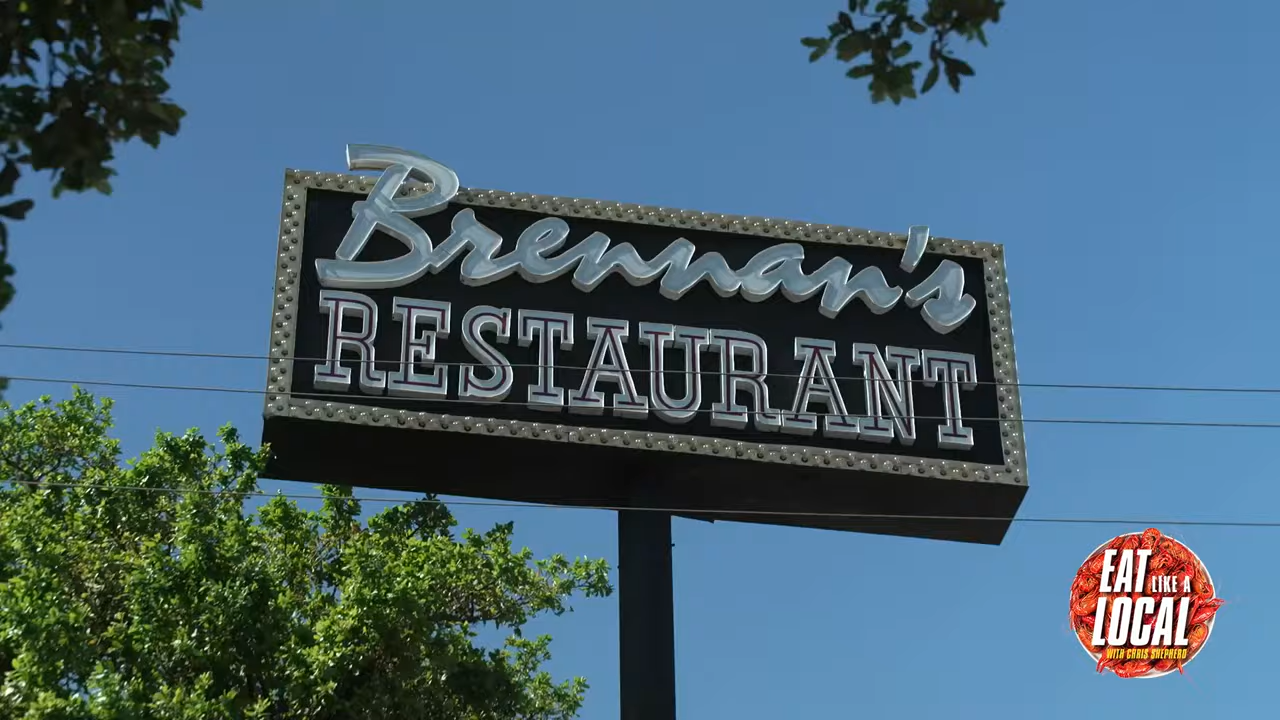 Brennan's
RESTAURANT
EAT LIKE A
LOCAL
WITH CHRIS SHEPHERD